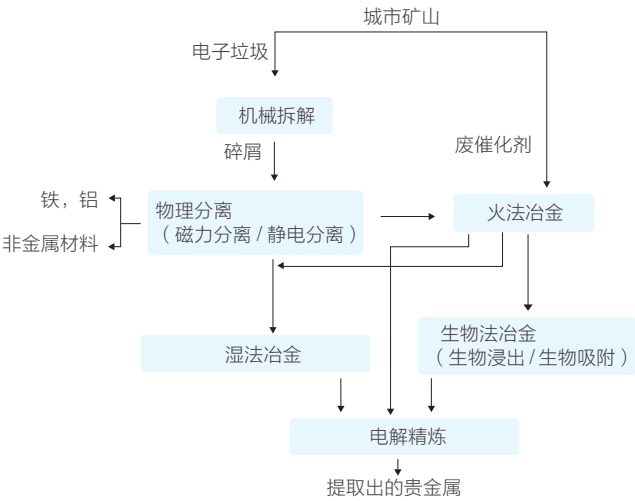 城市矿山
电子垃圾
机械拆解
碎屑
废催化剂
铁，铝
非金属材料
物理分离
（磁力分离 / 静电分离）
火法冶金
湿法冶金
生物法冶金
（生物浸出 / 生物吸附）
电解精炼
提取出的贵金属